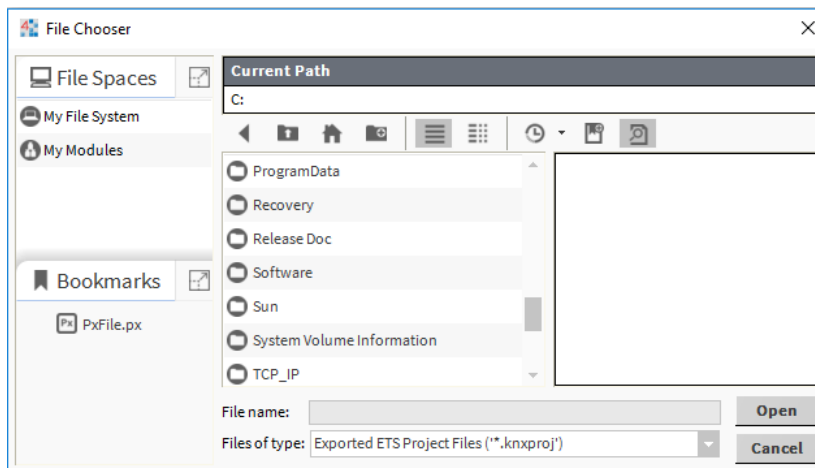 File Chooser
File Spaces
My File System
My Modules
Bookmarks
PxFile.px
Current Path
C:
ProgramData
Recovery
Release Doc
Software
Sun
System Volume Information
TCP_IP
File name:
Open
Files of type: Exported ETS Project Files ('*.knxproj')
Cancel